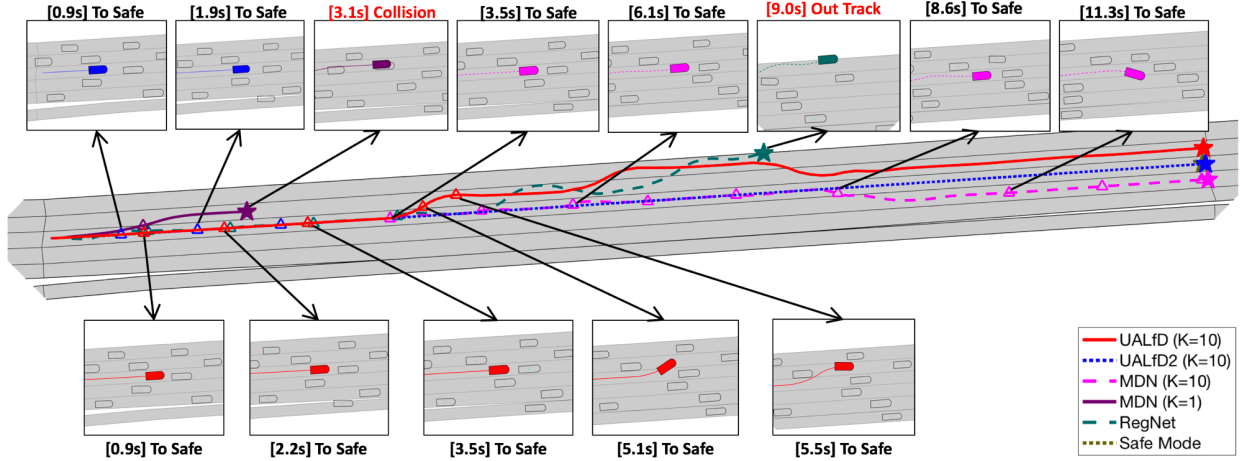 [0.9s] To Safe
[1.9s] To Safe
[3.1s] Collision
[3.5s] To Safe
[6.1s] To Safe
[9.0s] Out Track
[8.6s] To Safe
[11.3s] To Safe
UALfD (K=10)
UALfD2 (K=10)
MDN (K=10)
MDN (K=1)
RegNet
Safe Mode
[0.9s] To Safe
[2.2s] To Safe
[3.5s] To Safe
[5.1s] To Safe
[5.5s] To Safe